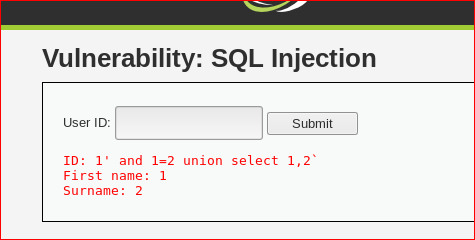 Vulnerability: SQL Injection
User ID: Submit
ID: 1' and 1=2 union select 1,2`
First name: 1
Surname: 2